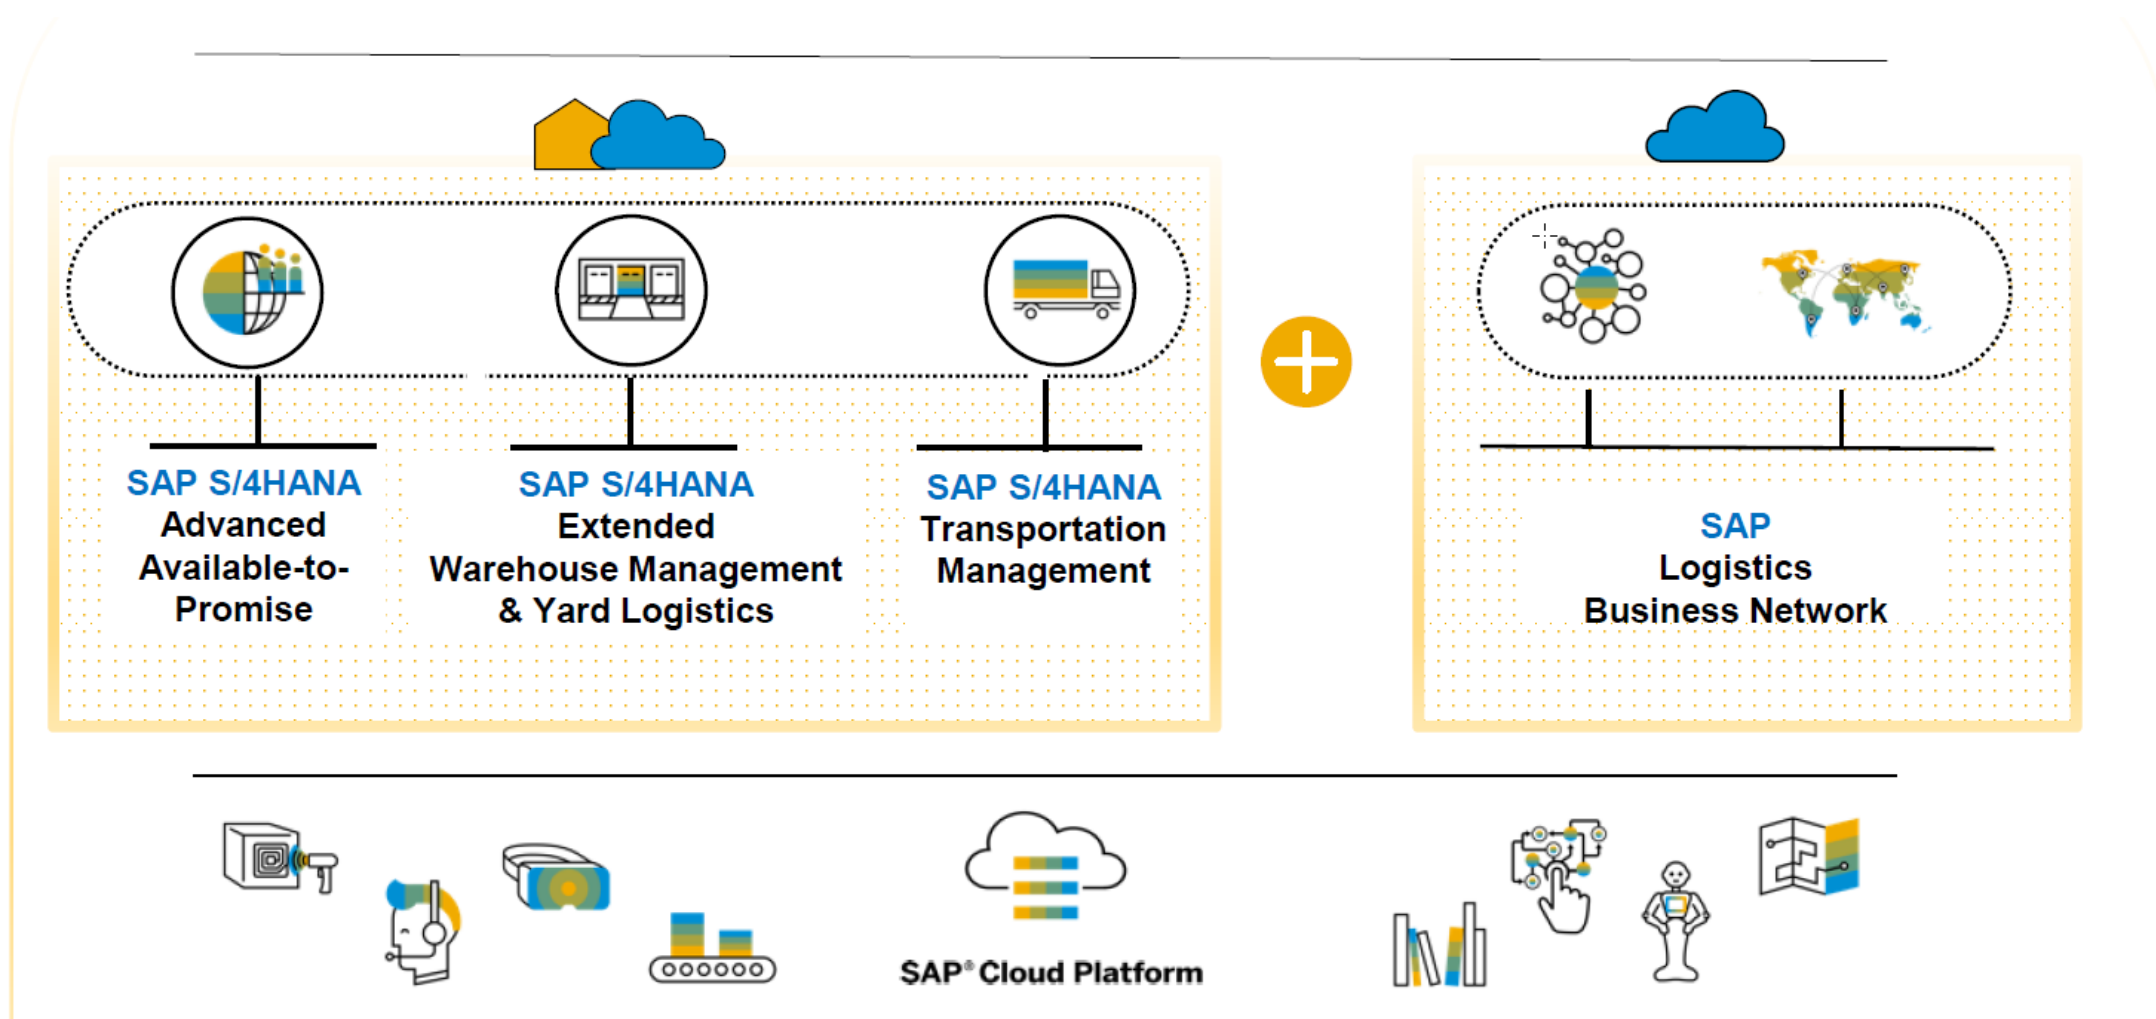 SAP S/4HANA
Advanced
Available-to-
Promise
SAP S/4HANA
Extended
Warehouse Management
& Yard Logistics
SAP S/4HANA
Transportation
Management
SAP
Logistics
Business Network
SAP® Cloud Platform